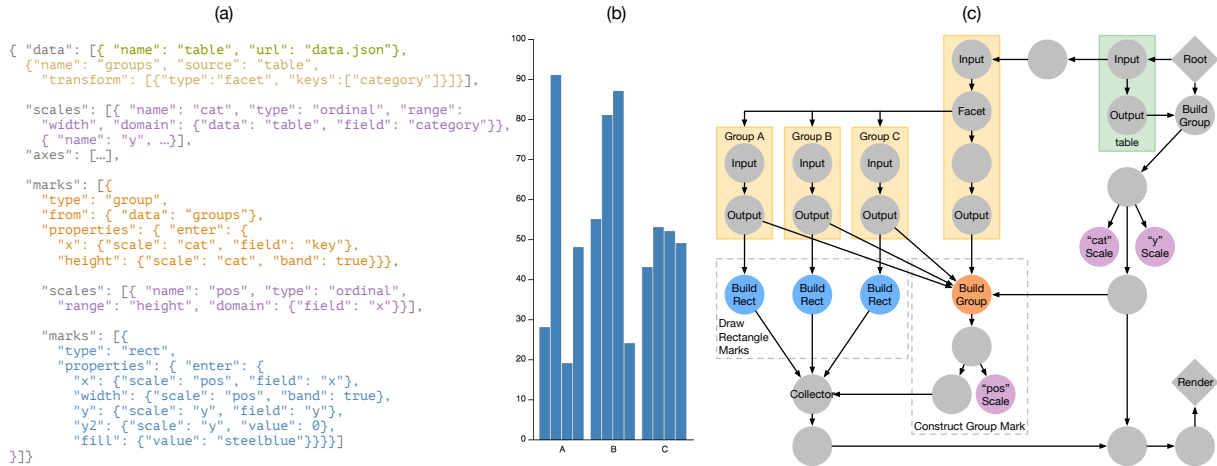 (a)
{ "data": [{ "name": "table", "url": "data.json”},
{"name": “groups", "source": “table",
"transform": [{"type":"facet", "keys":["category"]}]}],
"scales": [{ "name": "cat", "type": "ordinal", "range":
"width", "domain": {"data": "table", "field": "category"}},
{ "name": "y", …}],
"axes": […],
"marks": [{
"type": "group",
"from": { "data": “groups”},
"properties": { "enter": {
"x": {"scale": "cat", "field": "key"},
"height": {"scale": "cat", "band": true}}},
"scales": [{ "name": "pos", "type": "ordinal",
"range": "height", "domain": {"field": "x"}}],
"marks": [{
"type": "rect",
"properties": { "enter": {
"x": {"scale": "pos", "field": "x"},
"width": {"scale": "pos", "band": true},
"y": {"scale": "y", "field": "y"},
"y2": {"scale": "y", "value": 0},
"fill": {"value": "steelblue"}}}}]
}]}
(b)
100
90
80
70
60
50
40
30
20
10
0
A
B
C
(c)
Input
Input
Root
Facet
Output
Build
Group
table
Group A
Group B
Group C
Input
Input
Input
Output
Output
Output
Output
“cat”
Scale
“y”
Scale
Build
Rect
Build
Rect
Build
Rect
Build
Group
Draw
Rectangle
Marks
Collector
“pos”
Scale
Render
Construct Group Mark